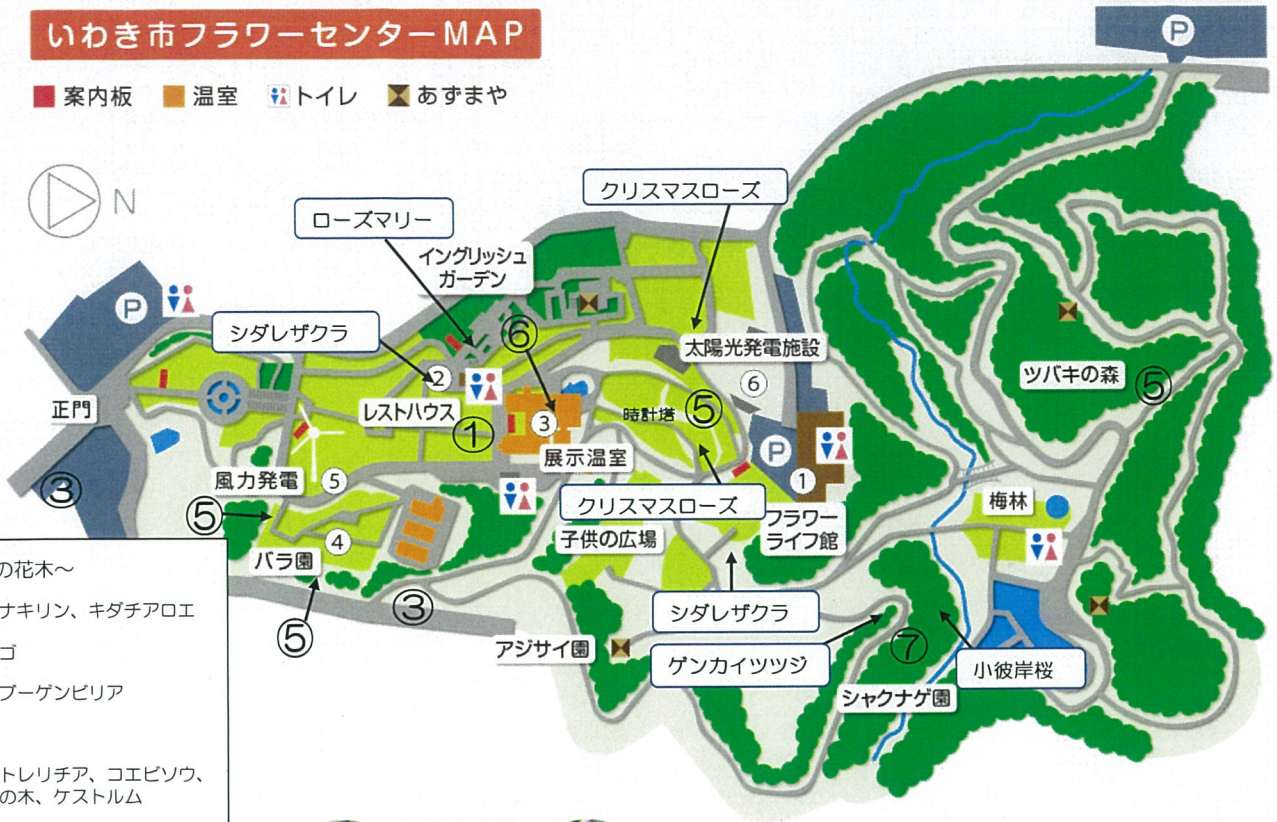 いわき市フラワーセンターMAP
案内板 温室 トイレ あずまや
N
P
クリスマスローズ
ローズマリー
イングリッシュ
ガーデン
P
シダレザクラ
⑥
太陽光発電施設
②
⑥
ツバキの森
⑤
正門
レストハウス
①
③
時計塔
⑤
展示温室
P
①
風力発電
⑤
③
⑤
クリスマスローズ
梅林
フラワー
ライフ館
子供の広場
④
バラ園
③
⑤
シダレザクラ
アジサイ園
ゲンカイツツジ
⑦
小彼岸桜
シャクナゲ園
の花木～
ナキリン、キダチアロエ
ゴ
ブーゲンビリア
トレリチア、コエビソウ、
の木、ケストルム